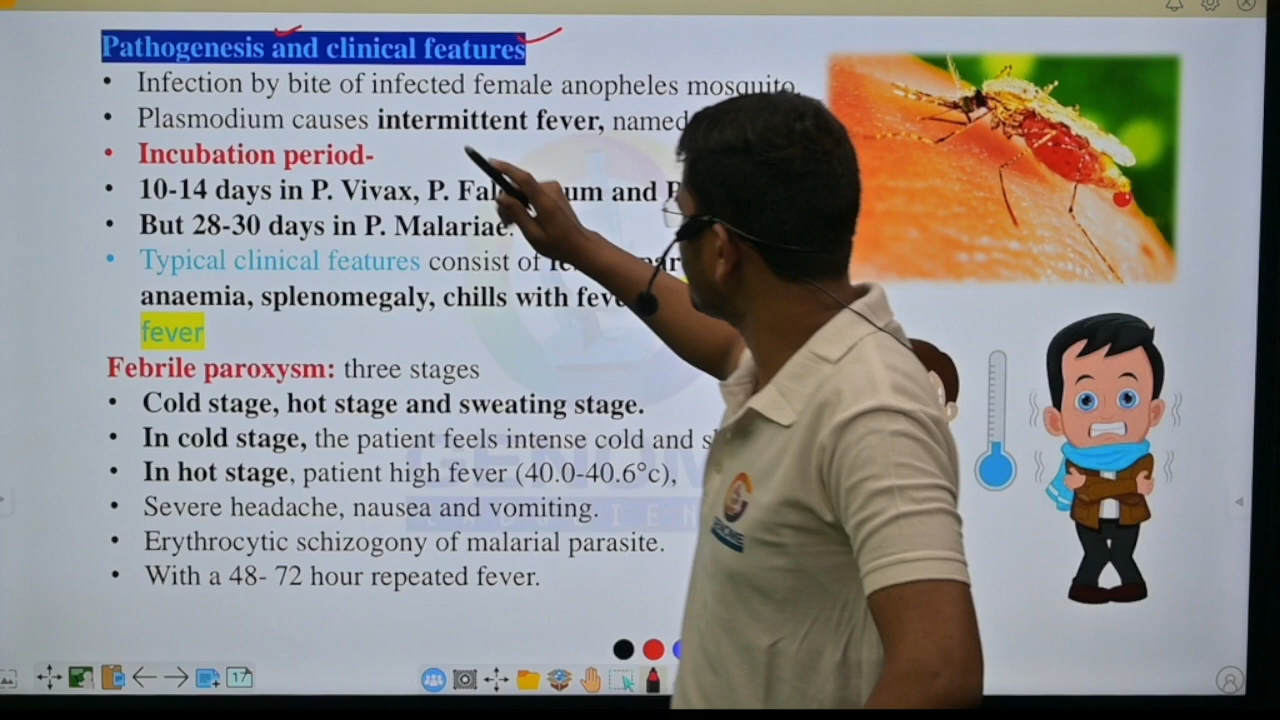 Pathogenesis and clinical features
• Infection by bite of infected female anopheles mosquito.
• Plasmodium causes intermittent fever, named
• Incubation period-
• 10-14 days in P. Vivax, P. and
• But 28-30 days in P. Malariae.
• Typical clinical features consist of
anaemia, splenomegaly, chills with
fever
Febrile paroxysm: three stages
• Cold stage, hot stage and sweating stage.
• In cold stage, the patient feels intense cold and
• In hot stage, patient high fever (40.0-40.6°c),
• Severe headache, nausea and vomiting.
• Erythrocytic schizogony of malarial parasite.
• With a 48- 72 hour repeated fever.
GENOME
17